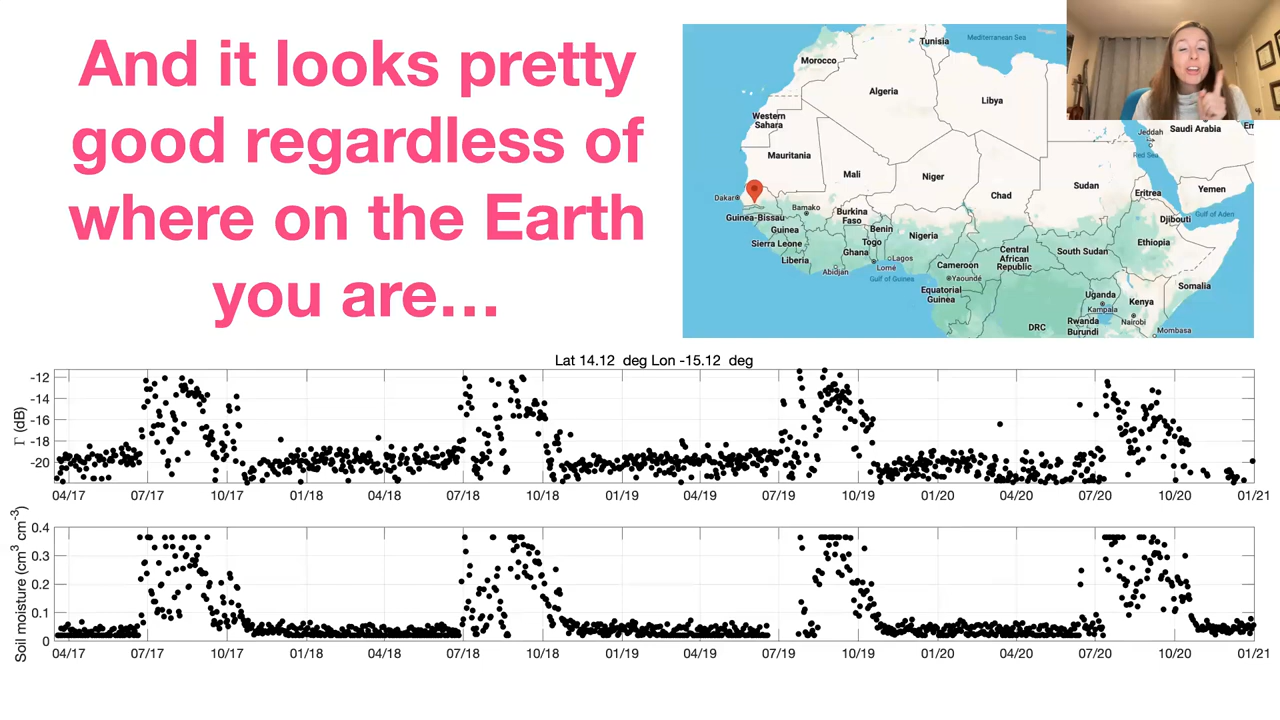 And it looks pretty
good regardless of
where on the Earth
you are...
Tunisia
Mediterranean Sea
Morocco
Algeria
Libya
Western
Sahara
Jeddah
Saudi Arabia
Em
Red Sea
Mauritania
Mali
Niger
Chad
Sudan
Eritrea
Yemen
Dakar
Bamako
Burkina
Faso
Guinea-Bissau
Djibouti
Gulf of Aden
Guinea
Benin
Nigeria
Sierra Leone
Togo
Ghana
Central
African
Republic
South Sudan
Ethiopia
Liberia
Lagos
Cameroon
Abidjan
Lome
Gulf of Guinea
Yaoundé
Equatorial
Guinea
Somalia
Uganda
Kampala
Kenya
DRC
Rwanda
Burundi
Nairobi
Mombasa
Lat 14.12 deg Lon -15.12 deg
Γ (dB)
-12
-14
-16
-18
-20
04/17 07/17 10/17 01/18 04/18 07/18 10/18 01/19 04/19 07/19 10/19 01/20 04/20 07/20 10/20 01/21
Soil moisture (cm³ cm⁻³)
0.4
0.3
0.2
0.1
0
04/17 07/17 10/17 01/18 04/18 07/18 10/18 01/19 04/19 07/19 10/19 01/20 04/20 07/20 10/20 01/21